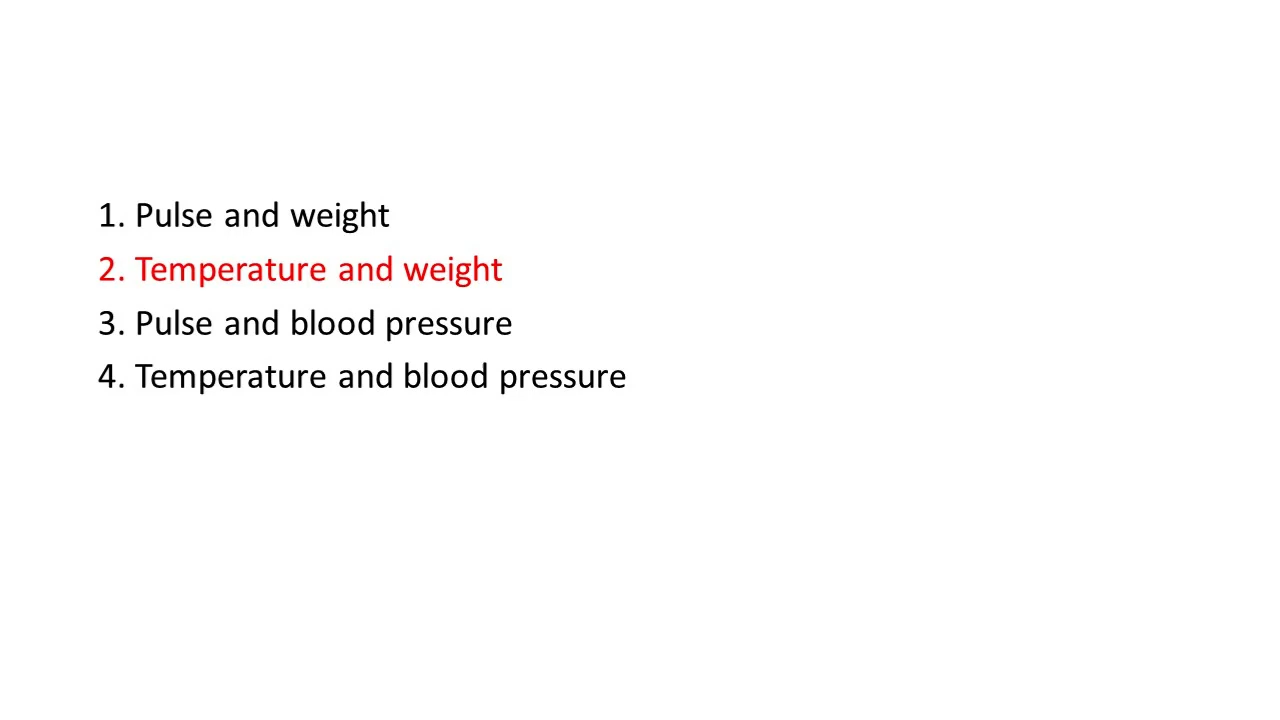 1. Pulse and weight
2. Temperature and weight
3. Pulse and blood pressure
4. Temperature and blood pressure